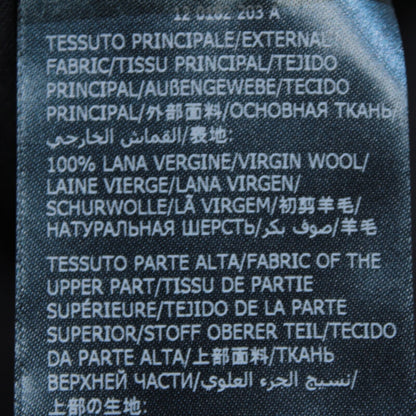 12 0182 203 A
TESSUTO PRINCIPALE/EXTERNAL
FABRIC/TISSU PRINCIPAL/TEJIDO
PRINCIPAL/AUßENGEWEBE/TECIDO
PRINCIPAL/外部面料/ОСНОВНАЯ ТКАНЬ/
القماش الخارجي/表地:
100% LANA VERGINE/VIRGIN WOOL/
LAINE VIERGE/LANA VIRGEN/
SCHURWOLLE/LÃ VIRGEM/初剪羊毛/
НАТУРАЛЬНАЯ ШЕРСТЬ/صوف بكر/羊毛
TESSUTO PARTE ALTA/FABRIC OF THE
UPPER PART/TISSU DE PARTIE
SUPÉRIEURE/TEJIDO DE LA PARTE
SUPERIOR/STOFF OBERER TEIL/TECIDO
DA PARTE ALTA/上部面料/ТКАНЬ
ВЕРХНЕЙ ЧАСТИ/نسيج الجزء العلوي/
上部の生地: